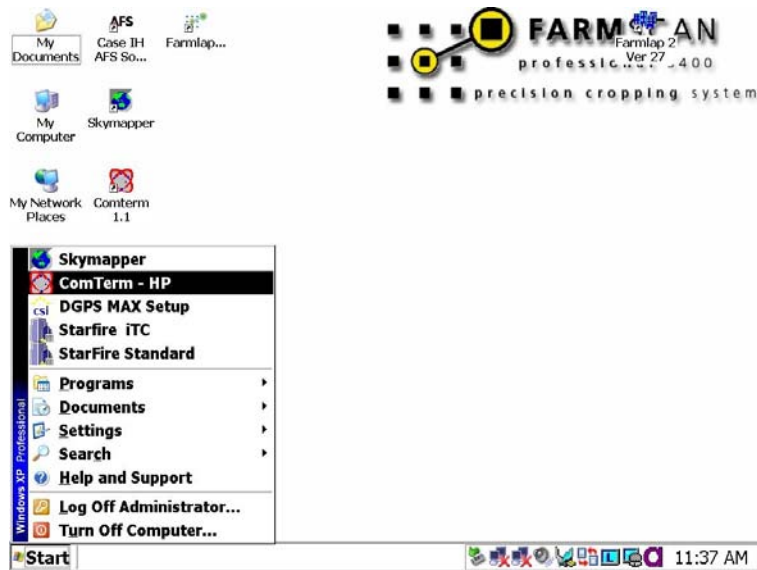 My
Documents
AFS
Case IH
AFS So...
Farmlap...
FARM AN
Farmlap 2
Ver 27
professional 400
precision cropping system
My
Computer
Skymapper
My Network
Places
Comterm
1.1
Skymapper
ComTerm - HP
csi DGPS MAX Setup
Starfire iTC
StarFire Standard
Programs
Documents
Settings
Search
Help and Support
Log Off Administrator...
Turn Off Computer...
Windows XP Professional
Start
L
11:37 AM